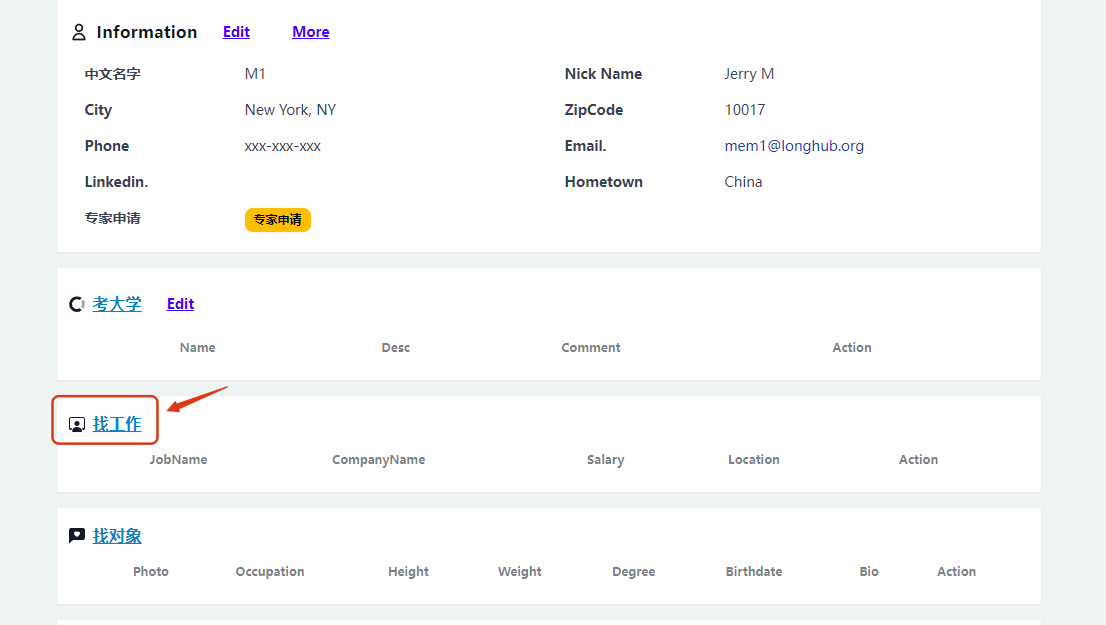 Information Edit More
中文名字 M1 Nick Name Jerry M
City New York, NY ZipCode 10017
Phone xxx-xxx-xxx Email. mem1@longhub.org
Linkedin. Hometown China
专家申请 专家申请
考大学 Edit
Name Desc Comment Action
找工作
JobName CompanyName Salary Location Action
找对象
Photo Occupation Height Weight Degree Birthdate Bio Action